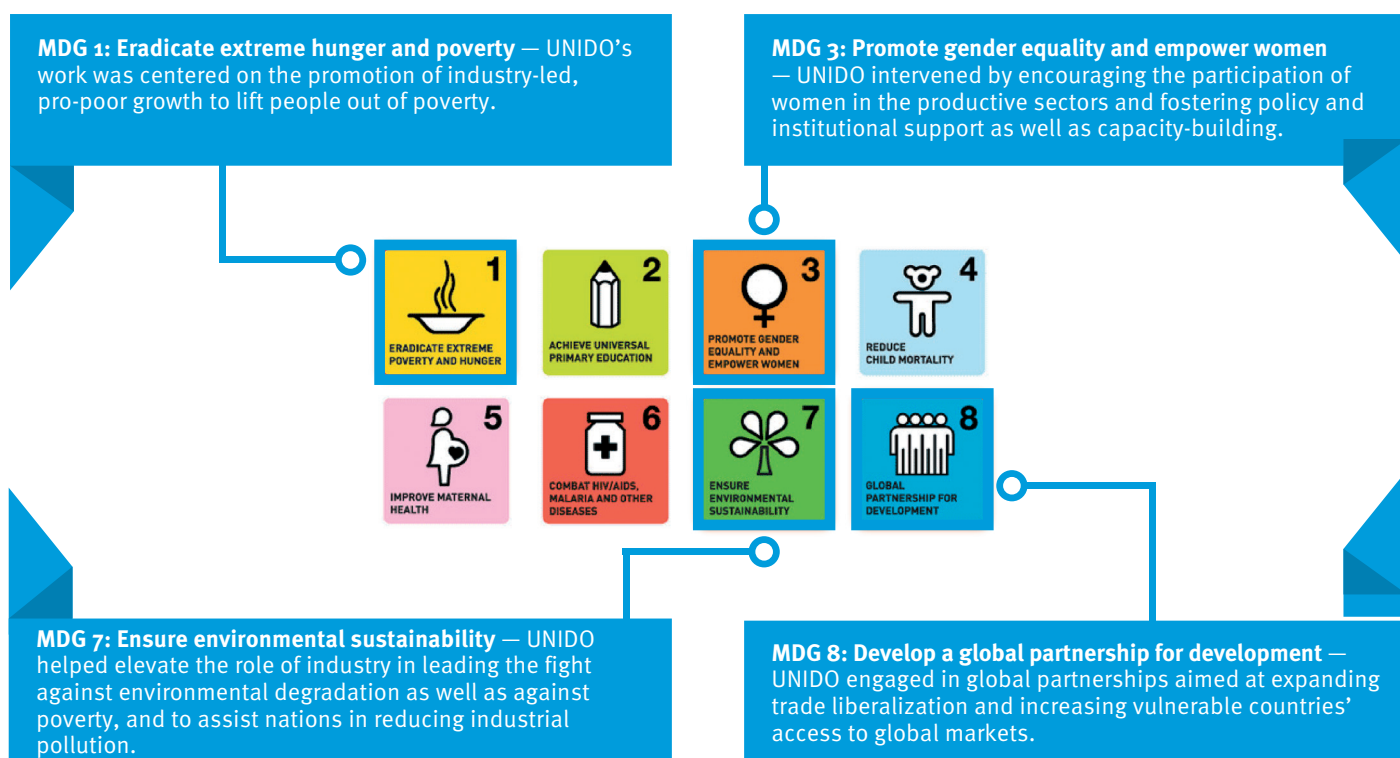 MDG 1: Eradicate extreme hunger and poverty — UNIDO’s
work was centered on the promotion of industry-led,
pro-poor growth to lift people out of poverty.
MDG 3: Promote gender equality and empower women
— UNIDO intervened by encouraging the participation of
women in the productive sectors and fostering policy and
institutional support as well as capacity-building.
1
ERADICATE EXTREME
POVERTY AND HUNGER
2
ACHIEVE UNIVERSAL
PRIMARY EDUCATION
3
PROMOTE GENDER
EQUALITY AND
EMPOWER WOMEN
4
REDUCE
CHILD MORTALITY
5
IMPROVE MATERNAL
HEALTH
6
COMBAT HIV/AIDS,
MALARIA AND OTHER
DISEASES
7
ENSURE
ENVIRONMENTAL
SUSTAINABILITY
8
GLOBAL
PARTNERSHIP FOR
DEVELOPMENT
MDG 7: Ensure environmental sustainability — UNIDO
helped elevate the role of industry in leading the fight
against environmental degradation as well as against
poverty, and to assist nations in reducing industrial
pollution.
MDG 8: Develop a global partnership for development —
UNIDO engaged in global partnerships aimed at expanding
trade liberalization and increasing vulnerable countries’
access to global markets.